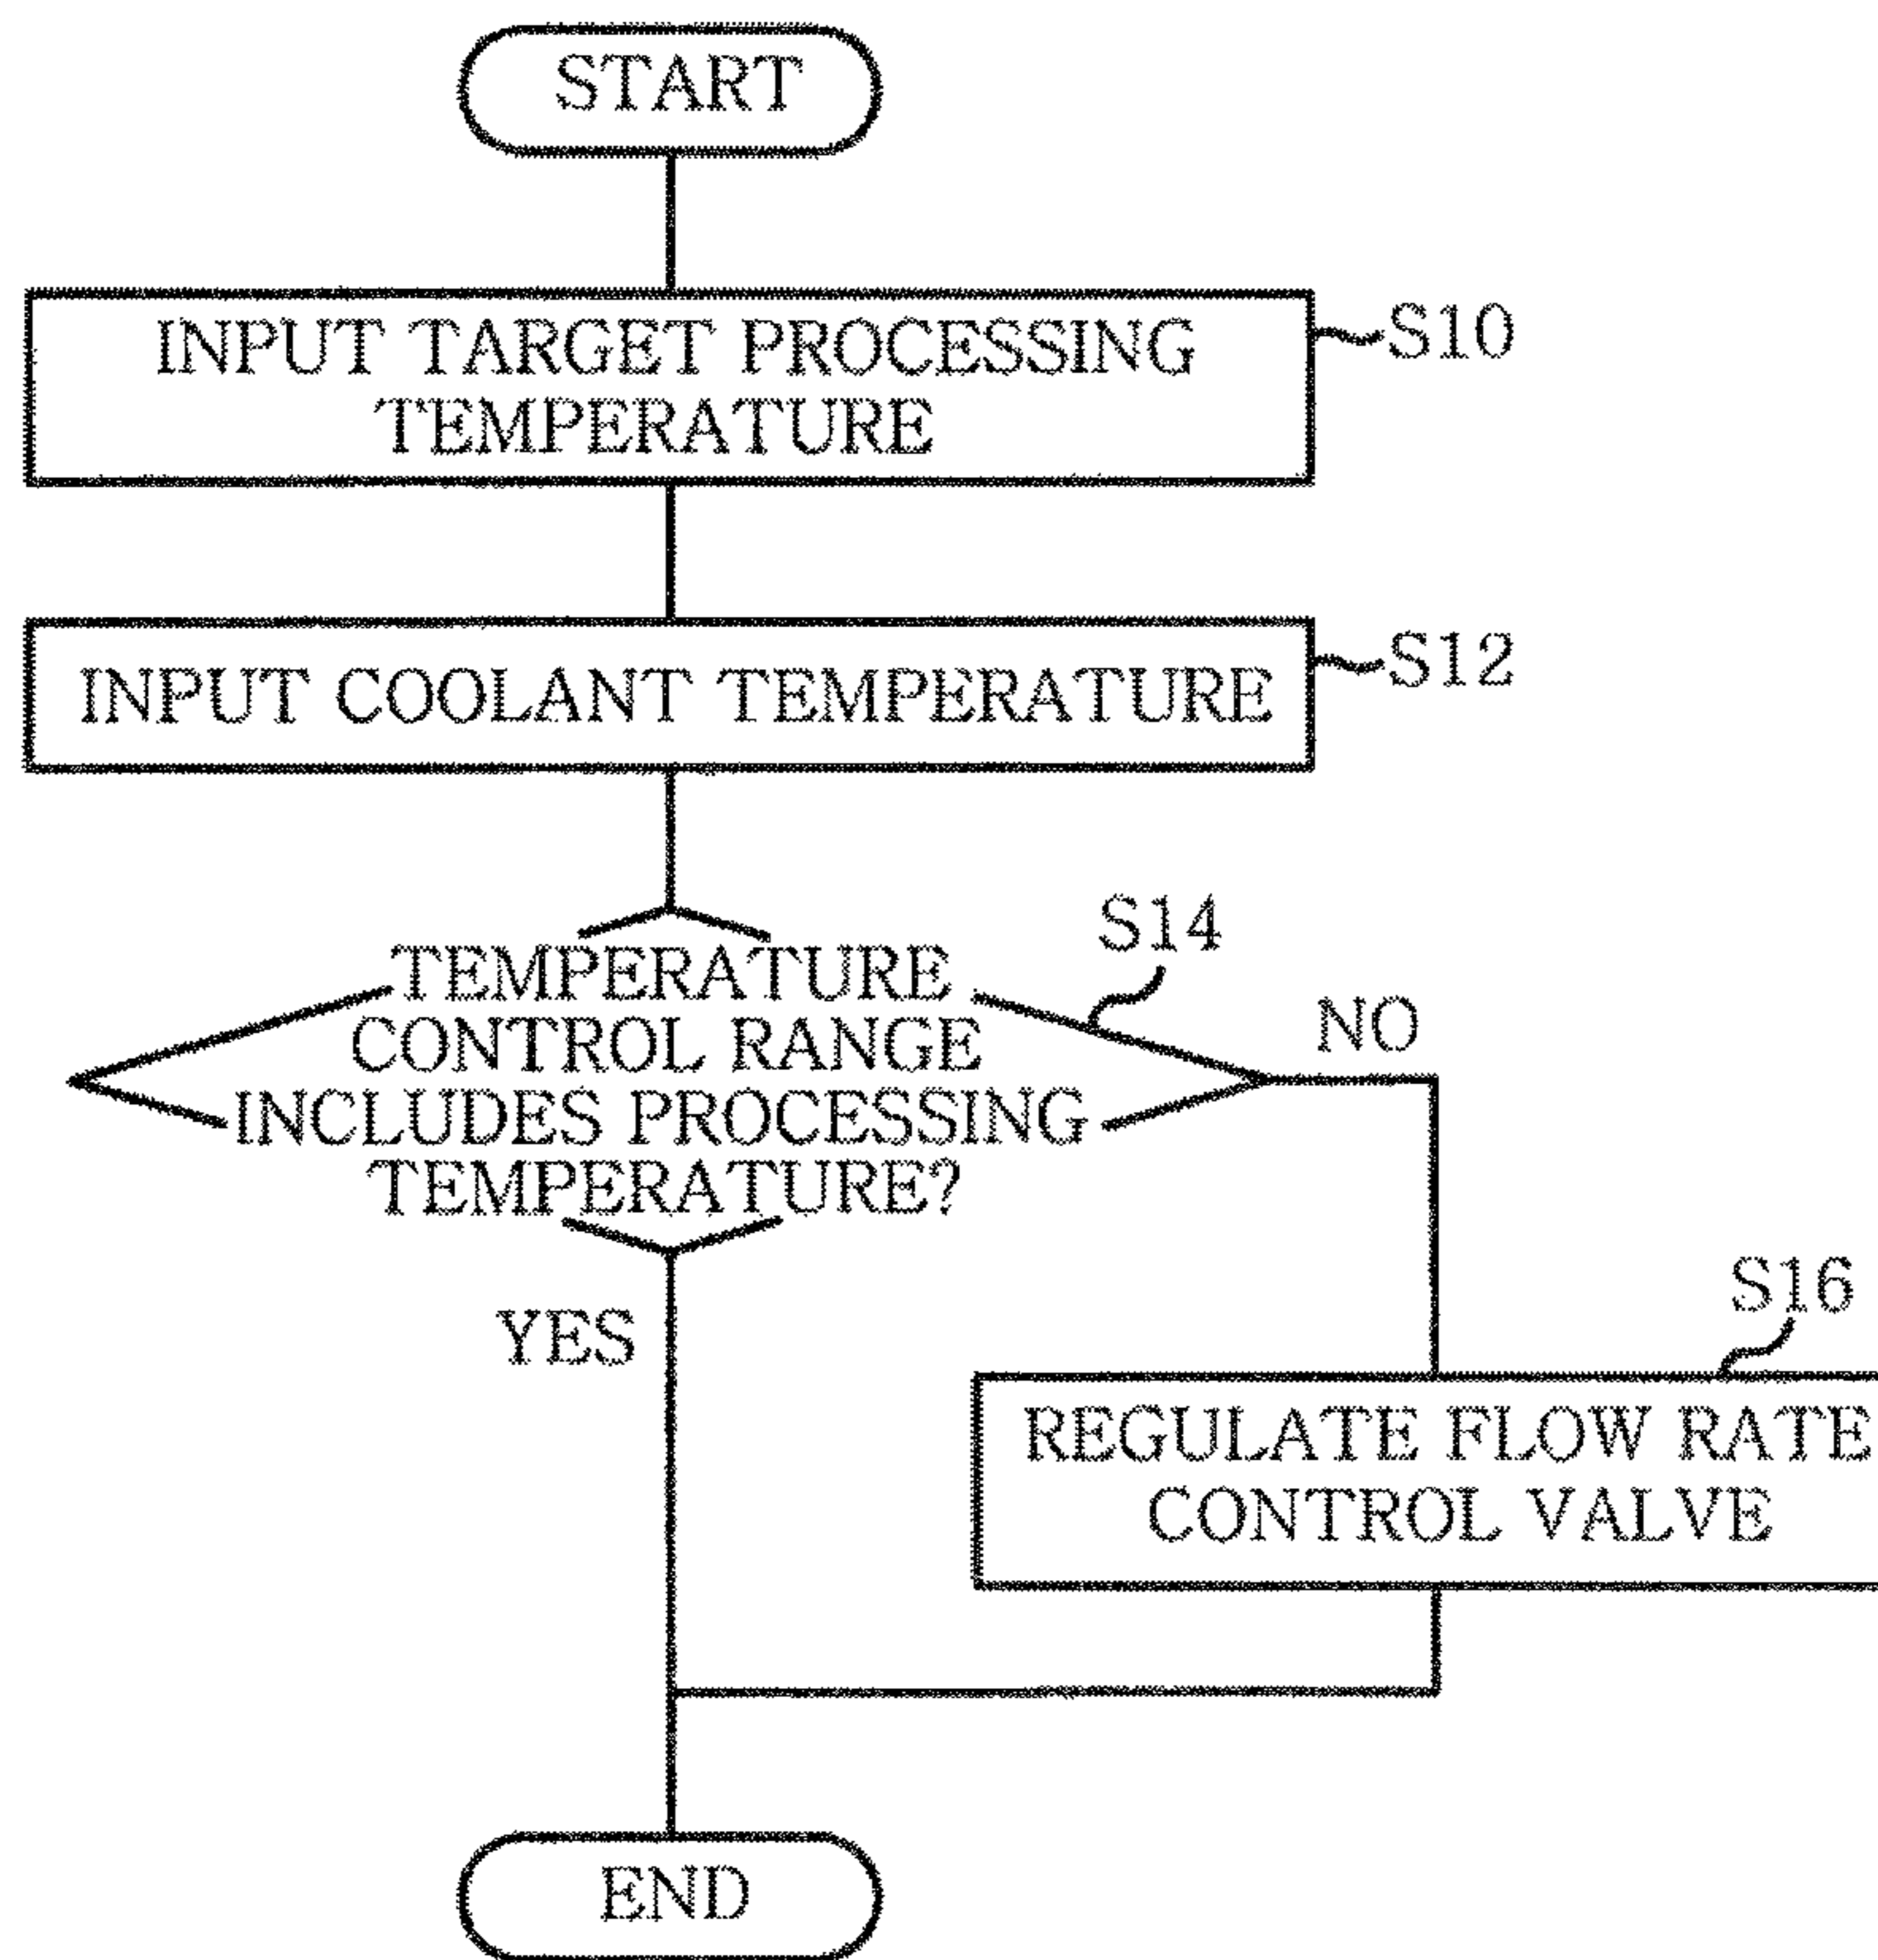 START
INPUT TARGET PROCESSING
TEMPERATURE
S10
INPUT COOLANT TEMPERATURE
S12
TEMPERATURE
CONTROL RANGE
INCLUDES PROCESSING
TEMPERATURE?
S14
NO
YES
S16
REGULATE FLOW RATE
CONTROL VALVE
END